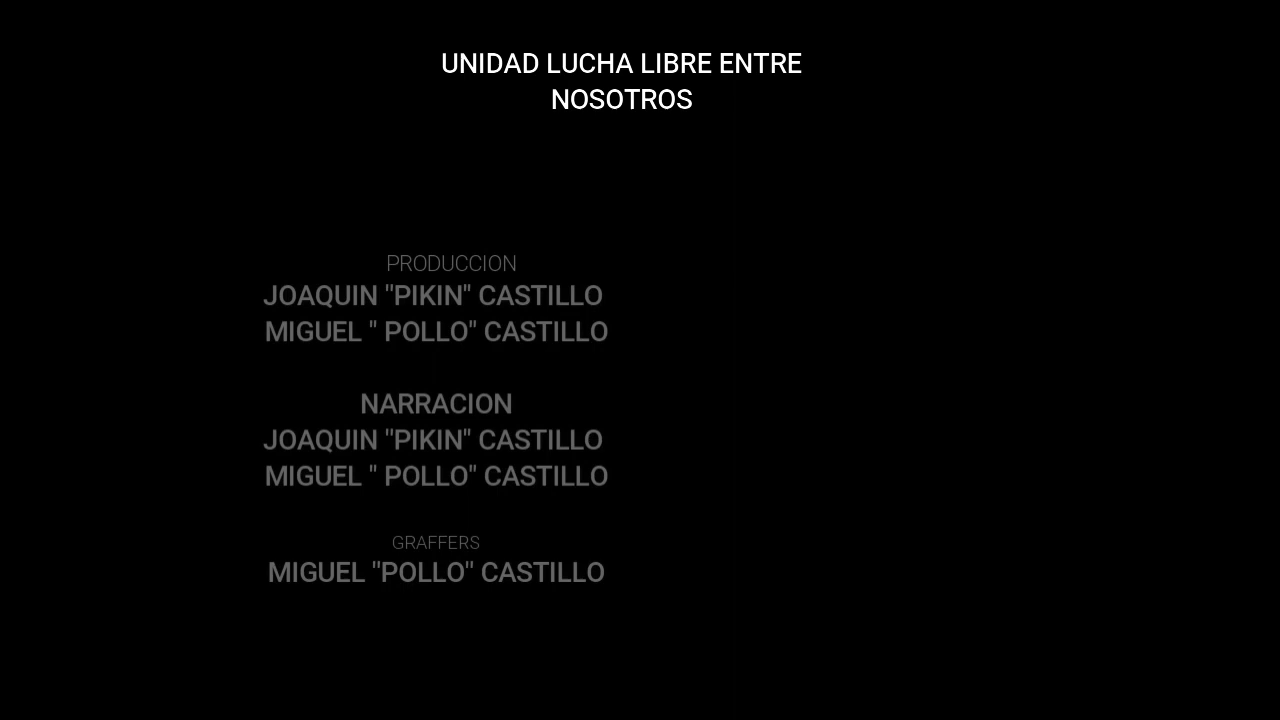 UNIDAD LUCHA LIBRE ENTRE
NOSOTROS
PRODUCCION
JOAQUIN "PIKIN" CASTILLO
MIGUEL " POLLO" CASTILLO
NARRACION
JOAQUIN "PIKIN" CASTILLO
MIGUEL " POLLO" CASTILLO
GRAFFERS
MIGUEL "POLLO" CASTILLO